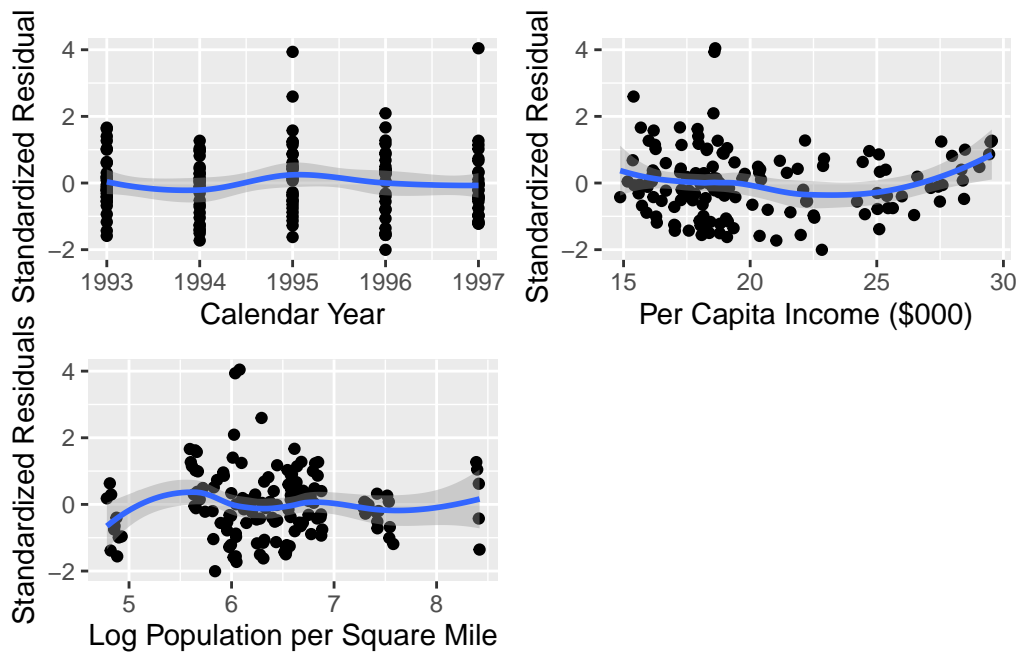 Standardized Residuals
4
2
0
−2
1993 1994 1995 1996 1997
Calendar Year
Standardized Residual
4
2
0
−2
15 20 25 30
Per Capita Income ($000)
Standardized Residuals
4
2
0
−2
5 6 7 8
Log Population per Square Mile